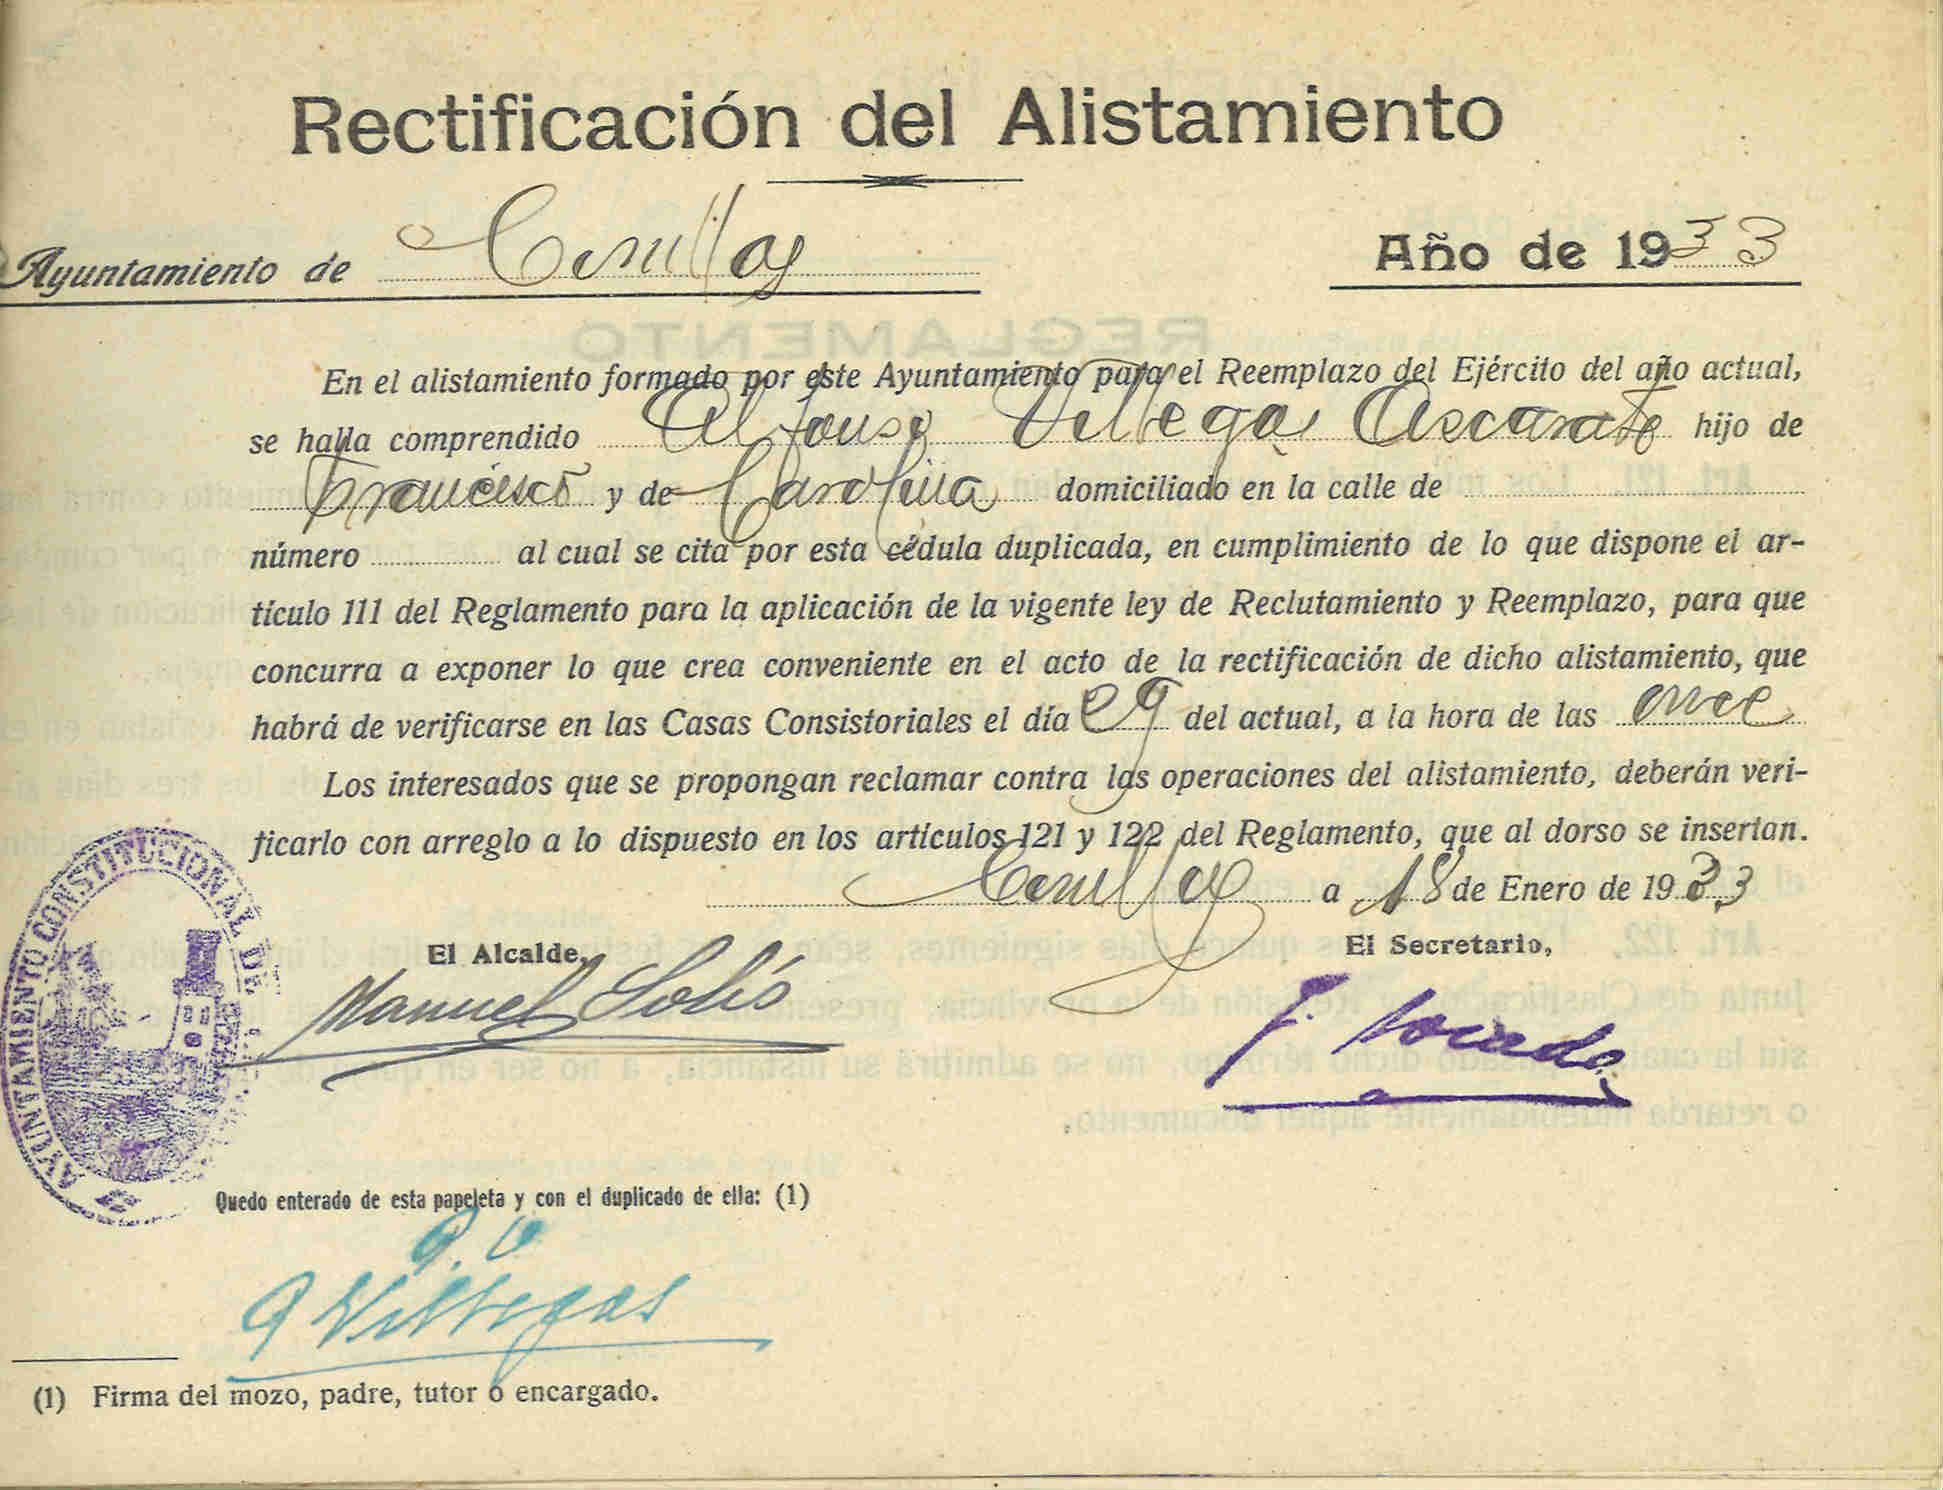 Rectificación del Alistamiento
Ayuntamiento de Comillas Año de 1933
En el alistamiento formado por este Ayuntamiento para el Reemplazo del Ejército del año actual,
se halla comprendido Alfonso Villegas Ascarate hijo de
Francisco y de Carolina domiciliado en la calle de
número al cual se cita por esta cédula duplicada, en cumplimiento de lo que dispone el ar-
tículo 111 del Reglamento para la aplicación de la vigente ley de Reclutamiento y Reemplazo, para que
concurra a exponer lo que crea conveniente en el acto de la rectificación de dicho alistamiento, que
habrá de verificarse en las Casas Consistoriales el día 29 del actual, a la hora de las once
Los interesados que se propongan reclamar contra las operaciones del alistamiento, deberán veri-
ficarlo con arreglo a lo dispuesto en los artículos 121 y 122 del Reglamento, que al dorso se insertan.
Comillas a 18 de Enero de 1933
El Alcalde, El Secretario,
Manuel Solís
AYUNTAMIENTO CONSTITUCIONAL DE
Quedo enterado de esta papeleta y con el duplicado de ella: (1)
P. O
Villegas
(1) Firma del mozo, padre, tutor o encargado.